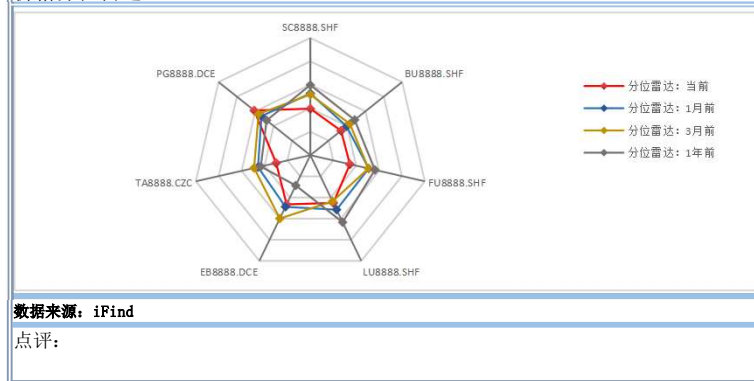 SC8888.SHF
PG8888.DCE
BU8888.SHF
分位雷达：当前
分位雷达：1月前
分位雷达：3月前
分位雷达：1年前
TA8888.CZC
FU8888.SHF
EB8888.DCE
LU8888.SHF
数据来源：iFind
点评：